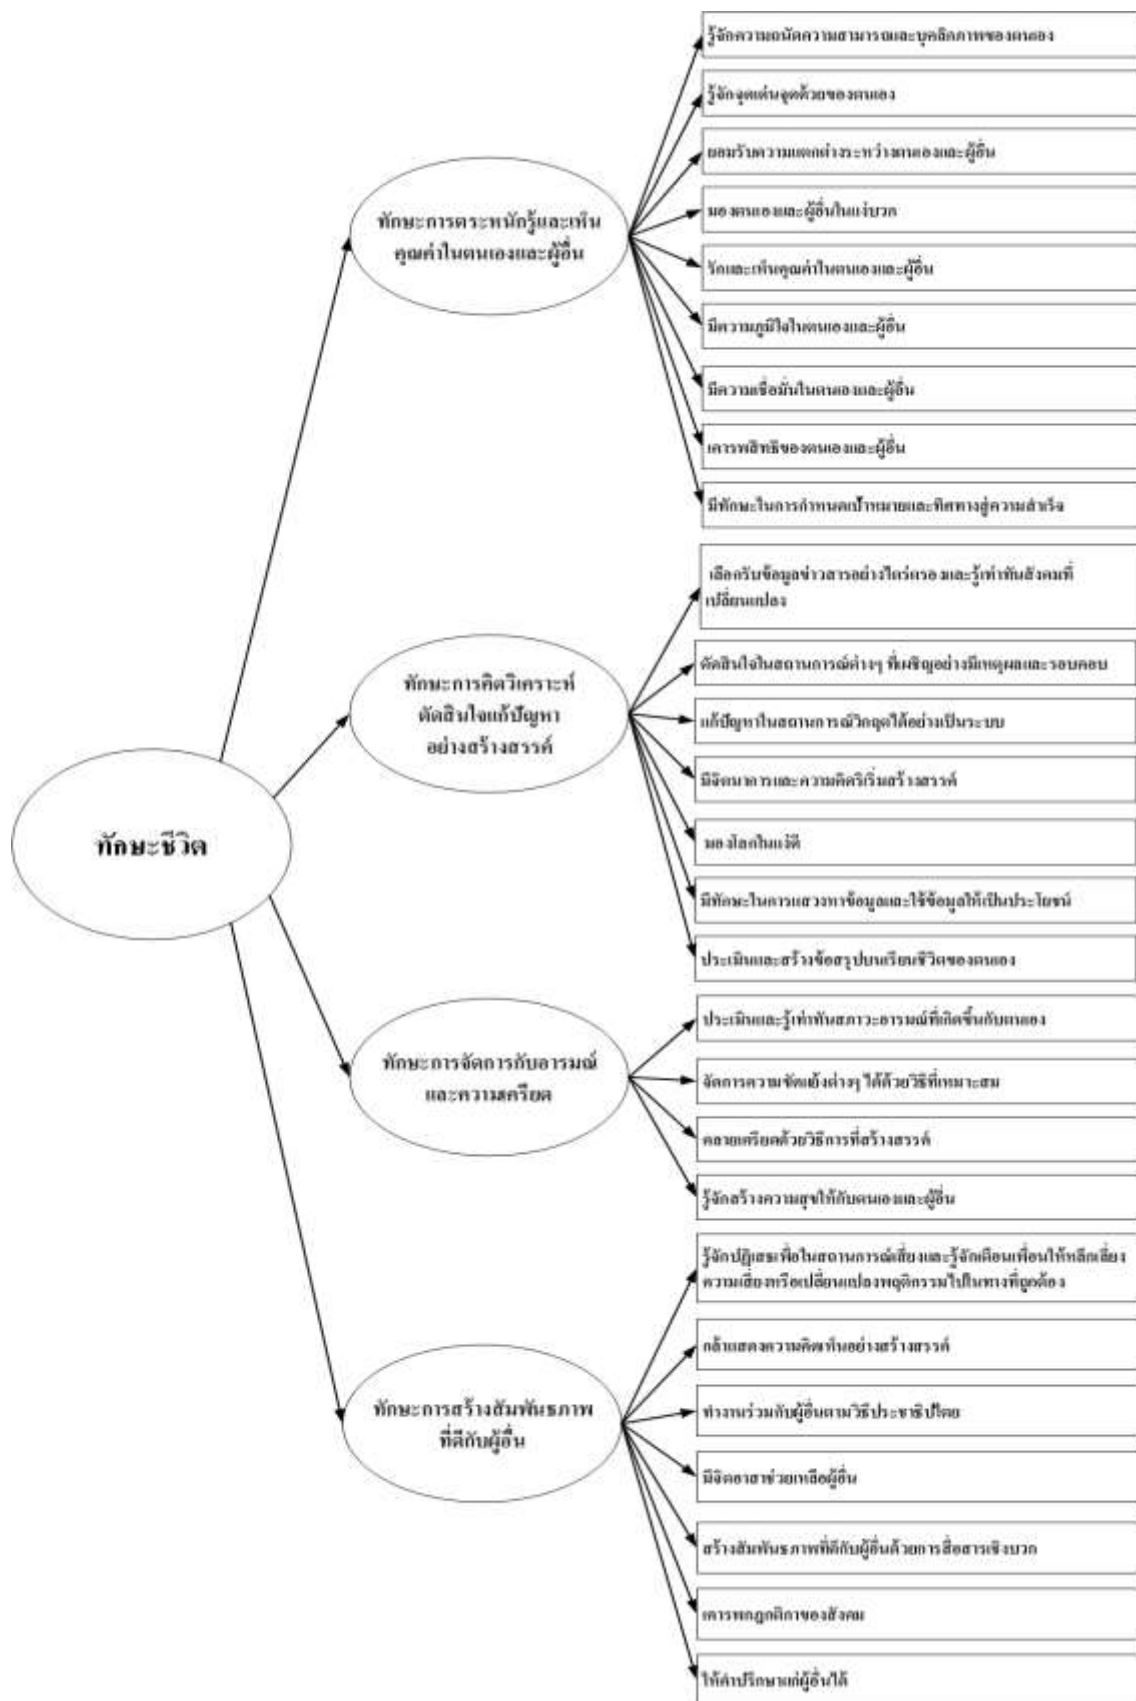 ทักษะชีวิต
ทักษะการตระหนักรู้และเห็น
คุณค่าในตนเองและผู้อื่น
รู้จักความถนัดความสามารถและบุคลิกภาพของตนเอง
รู้จักจุดเด่นจุดด้อยของตนเอง
ยอมรับความแตกต่างระหว่างตนเองและผู้อื่น
มองตนเองและผู้อื่นในแง่บวก
รักและเห็นคุณค่าในตนเองและผู้อื่น
มีความภูมิใจในตนเองและผู้อื่น
มีความเชื่อมั่นในตนเองและผู้อื่น
เคารพสิทธิของตนเองและผู้อื่น
มีทักษะในการกำหนดเป้าหมายและทิศทางสู่ความสำเร็จ
ทักษะการคิดวิเคราะห์
ตัดสินใจแก้ปัญหา
อย่างสร้างสรรค์
เลือกรับข้อมูลข่าวสารอย่างไตร่ตรองและรู้เท่าทันสังคมที่
เปลี่ยนแปลง
ตัดสินใจในสถานการณ์ต่างๆ ที่เผชิญอย่างมีเหตุผลและรอบคอบ
แก้ปัญหาในสถานการณ์วิกฤตได้อย่างเป็นระบบ
มีจิตนาการและความคิดริเริ่มสร้างสรรค์
มองโลกในแง่ดี
มีทักษะในการแสวงหาข้อมูลและใช้ข้อมูลให้เป็นประโยชน์
ประเมินและสร้างข้อสรุปบทเรียนชีวิตของตนเอง
ทักษะการจัดการกับอารมณ์
และความเครียด
ประเมินและรู้เท่าทันสภาวะอารมณ์ที่เกิดขึ้นกับตนเอง
จัดการความขัดแย้งต่างๆ ได้ด้วยวิธีที่เหมาะสม
คลายเครียดด้วยวิธีการที่สร้างสรรค์
รู้จักสร้างความสุขให้กับตนเองและผู้อื่น
ทักษะการสร้างสัมพันธภาพ
ที่ดีกับผู้อื่น
รู้จักปฏิเสธเพื่อในสถานการณ์เสี่ยงและรู้จักเตือนเพื่อนให้หลีกเลี่ยง
ความเสี่ยงหรือเปลี่ยนแปลงพฤติกรรมไปในทางที่ถูกต้อง
กล้าแสดงความคิดเห็นอย่างสร้างสรรค์
ทำงานร่วมกับผู้อื่นตามวิธีประชาธิปไตย
มีจิตอาสาช่วยเหลือผู้อื่น
สร้างสัมพันธภาพที่ดีกับผู้อื่นด้วยการสื่อสารเชิงบวก
เคารพกฎกติกาของสังคม
ให้คำปรึกษาแก่ผู้อื่นได้